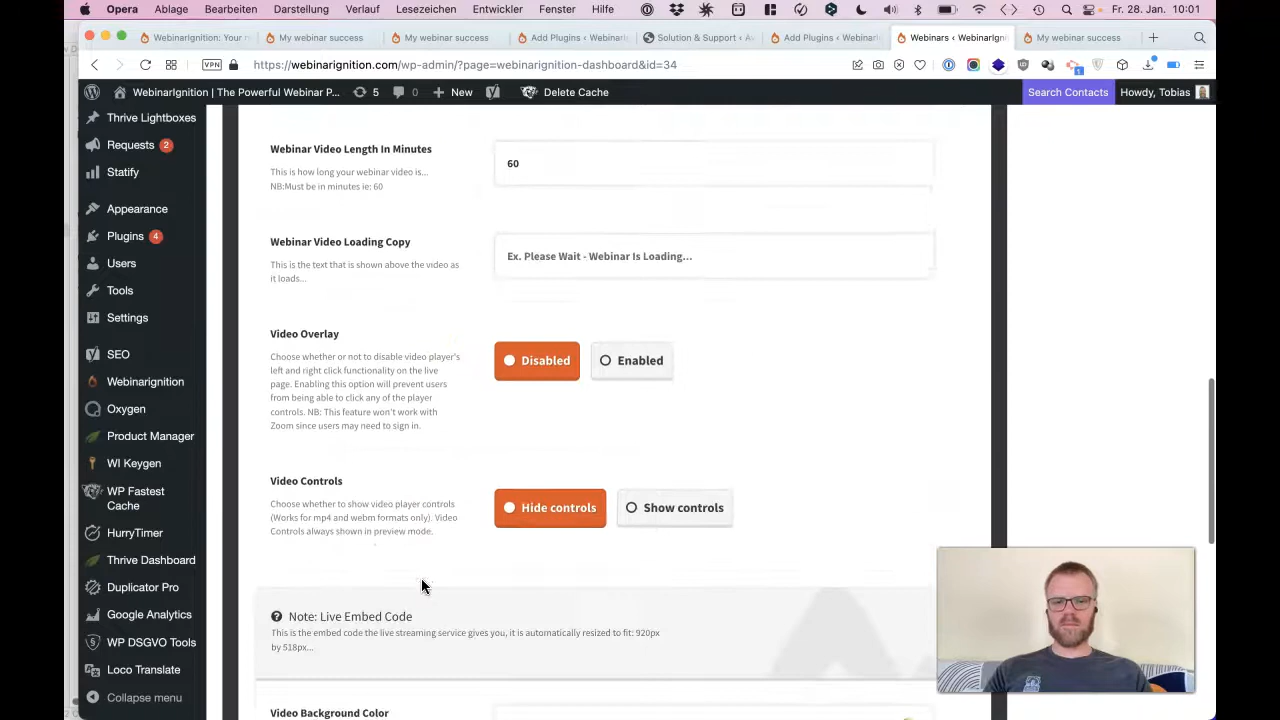 Opera Ablage Bearbeiten Darstellung Verlauf Lesezeichen Entwickler Fenster Hilfe Fr. 28. Jan. 10:01
WebinarIgnition: Your n My webinar success My webinar success Add Plugins ‹ Webinarl Solution & Support ‹ Av Add Plugins ‹ Webinarl Webinars ‹ WebinarIgn My webinar success
VPN https://webinarignition.com/wp-admin/?page=webinarignition-dashboard&id=34
WebinarIgnition | The Powerful Webinar P... 5 0 New Delete Cache Search Contacts Howdy, Tobias
Thrive Lightboxes
Requests 2
Statify
Appearance
Plugins 4
Users
Tools
Settings
SEO
Webinarignition
Oxygen
Product Manager
WI Keygen
WP Fastest
Cache
HurryTimer
Thrive Dashboard
Duplicator Pro
Google Analytics
WP DSGVO Tools
Loco Translate
Collapse menu
Webinar Video Length In Minutes
This is how long your webinar video is...
NB:Must be in minutes ie: 60
60
Webinar Video Loading Copy
This is the text that is shown above the video as
it loads...
Ex. Please Wait - Webinar Is Loading...
Video Overlay
Choose whether or not to disable video player's
left and right click functionality on the live
page. Enabling this option will prevent users
from being able to click any of the player
controls. NB: This feature won't work with
Zoom since users may need to sign in.
Disabled Enabled
Video Controls
Choose whether to show video player controls
(Works for mp4 and webm formats only). Video
Controls always shown in preview mode.
Hide controls Show controls
Note: Live Embed Code
This is the embed code the live streaming service gives you, it is automatically resized to fit: 920px
by 518px...
Video Background Color